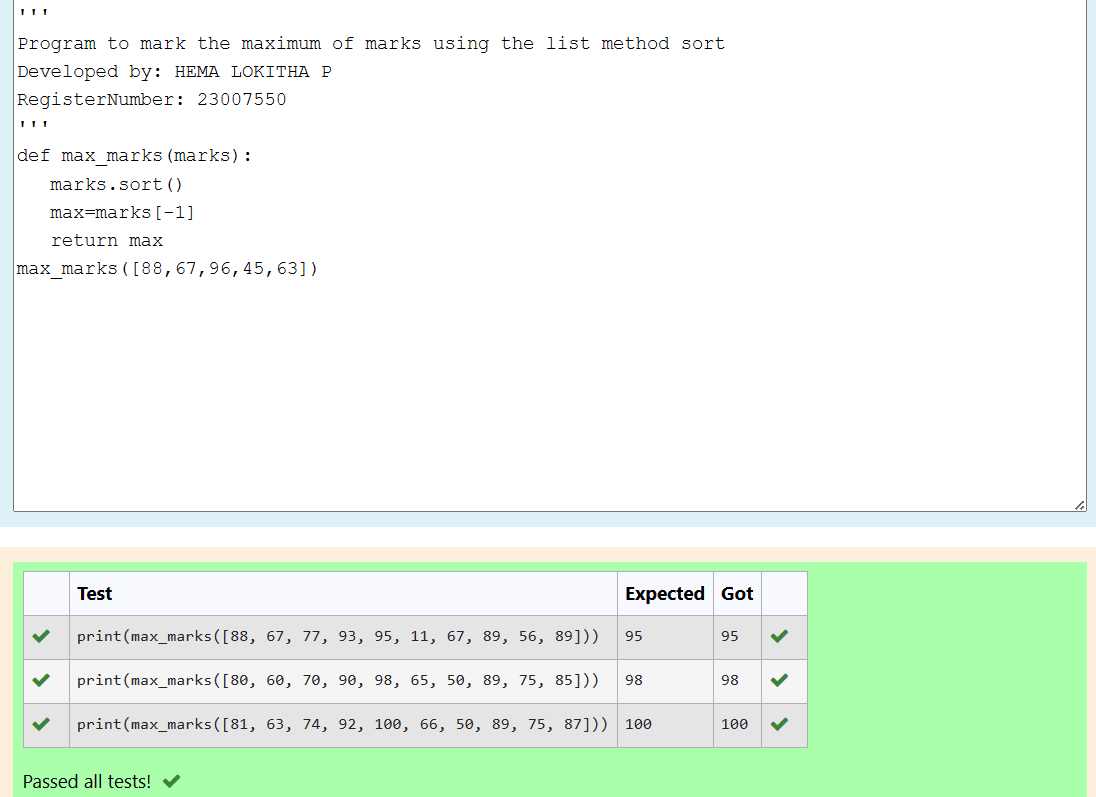 '''
Program to mark the maximum of marks using the list method sort
Developed by: HEMA LOKITHA P
RegisterNumber: 23007550
'''
def max_marks(marks):
   marks.sort()
   max=marks[-1]
   return max
max_marks([88,67,96,45,63])
Test Expected Got
print(max_marks([88, 67, 77, 93, 95, 11, 67, 89, 56, 89])) 95 95
print(max_marks([80, 60, 70, 90, 98, 65, 50, 89, 75, 85])) 98 98
print(max_marks([81, 63, 74, 92, 100, 66, 50, 89, 75, 87])) 100 100
Passed all tests!